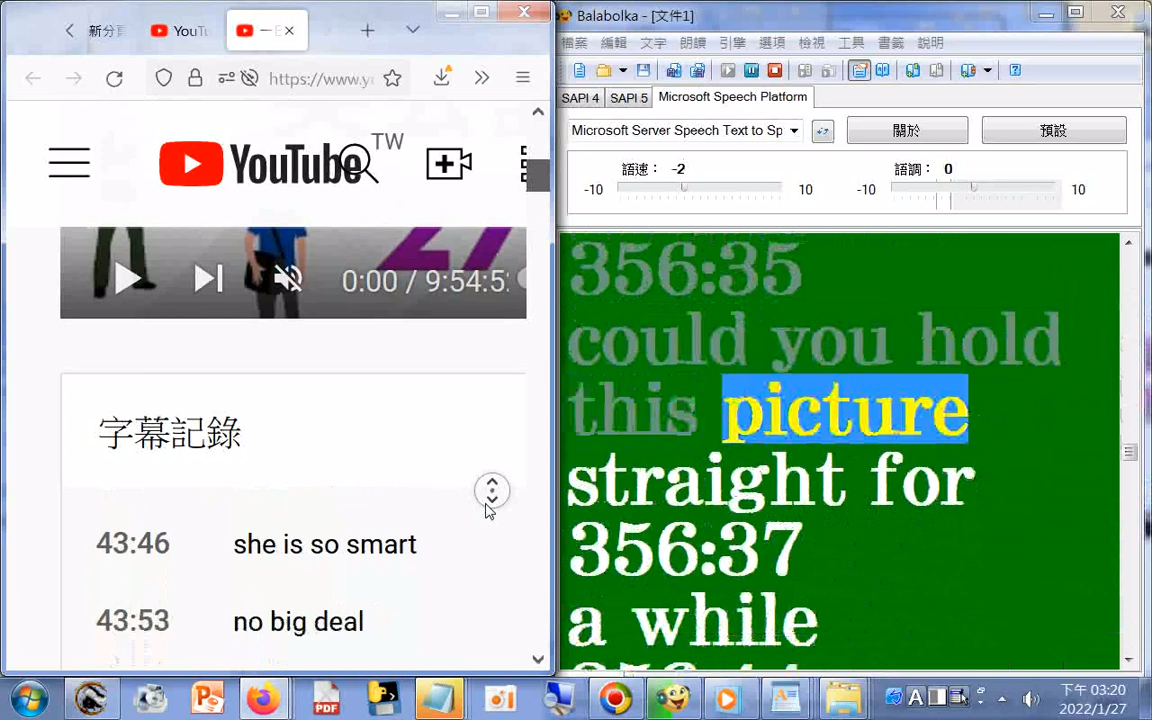 新分
YouTu
一 E
https://www.y
YouTube
TW
27
0:00 / 9:54:5
字幕記錄
43:46 she is so smart
43:53 no big deal
Balabolka - [文件1]
檔案 編輯 文字 朗讀 引擎 選項 檢視 工具 書籤 說明
SAPI 4 SAPI 5 Microsoft Speech Platform
Microsoft Server Speech Text to Sp
關於 預設
語速: -2
-10 10
語調: 0
-10 10
356:35
could you hold
this picture
straight for
356:37
a while
PDF
A
下午 03:20
2022/1/27